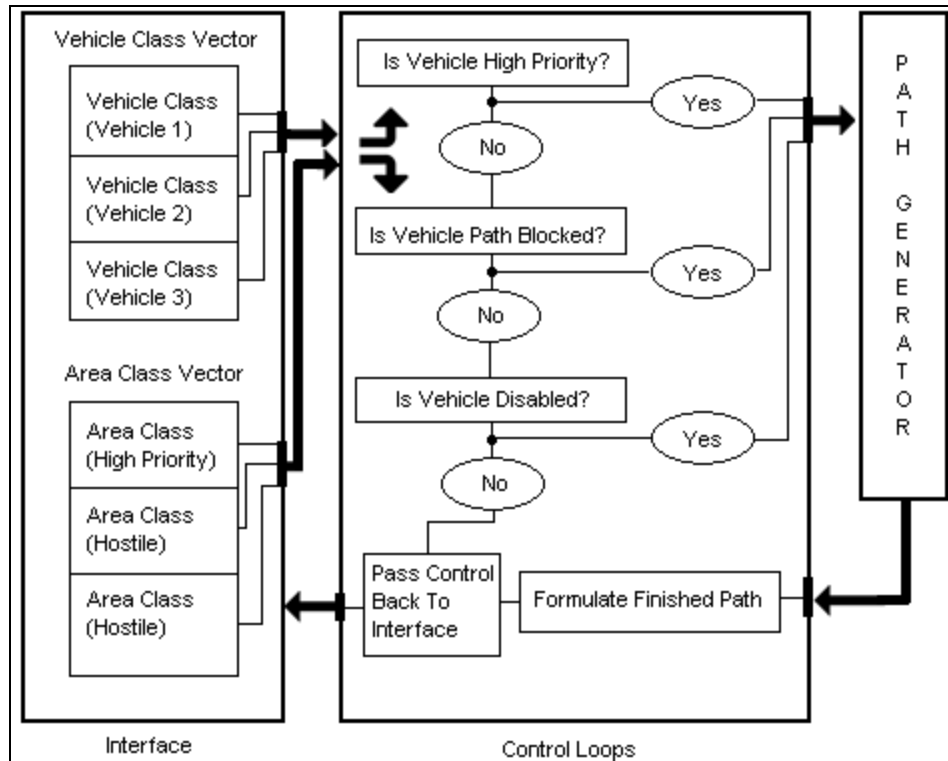 Vehicle Class Vector
Vehicle Class
(Vehicle 1)
Vehicle Class
(Vehicle 2)
Vehicle Class
(Vehicle 3)
Area Class Vector
Area Class
(High Priority)
Area Class
(Hostile)
Area Class
(Hostile)
Interface
Is Vehicle High Priority?
Yes
No
Is Vehicle Path Blocked?
Yes
No
Is Vehicle Disabled?
Yes
No
Pass Control
Back To
Interface
Formulate Finished Path
Control Loops
PATH GENERATOR